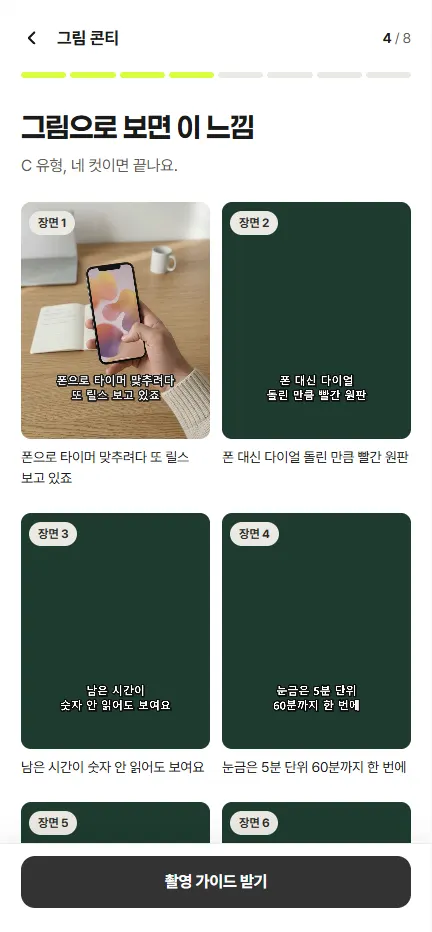 그림 콘티
4 / 8
그림으로 보면 이 느낌
C 유형, 네 컷이면 끝나요.
장면 1
폰으로 타이머 맞추려다
또 릴스 보고 있죠
폰으로 타이머 맞추려다 또 릴스
보고 있죠
장면 2
폰 대신 다이얼
돌린 만큼 빨간 원판
폰 대신 다이얼 돌린 만큼 빨간 원판
장면 3
남은 시간이
숫자 안 읽어도 보여요
남은 시간이 숫자 안 읽어도 보여요
장면 4
눈금은 5분 단위
60분까지 한 번에
눈금은 5분 단위 60분까지 한 번에
장면 5
장면 6
촬영 가이드 받기